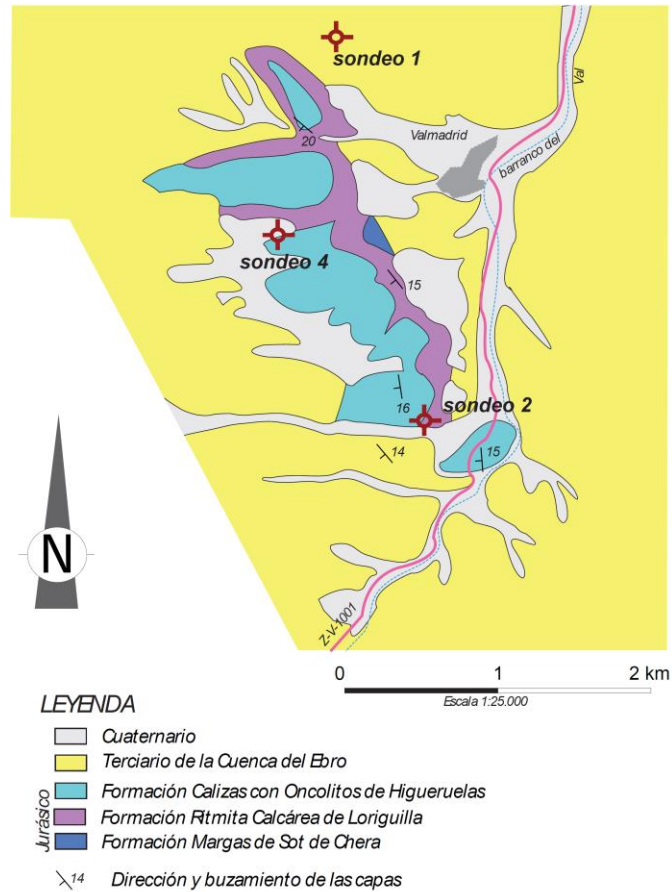 sondeo 1
Val
20
Valmadrid
barranco del
sondeo 4
15
16
sondeo 2
14
15
N
Z-V-1001
0 1 2 km
Escala 1:25.000
LEYENDA
Cuaternario
Terciario de la Cuenca del Ebro
Jurásico
Formación Calizas con Oncolitos de Higueruelas
Formación Ritmita Calcárea de Loriguilla
Formación Margas de Sot de Chera
14 Dirección y buzamiento de las capas